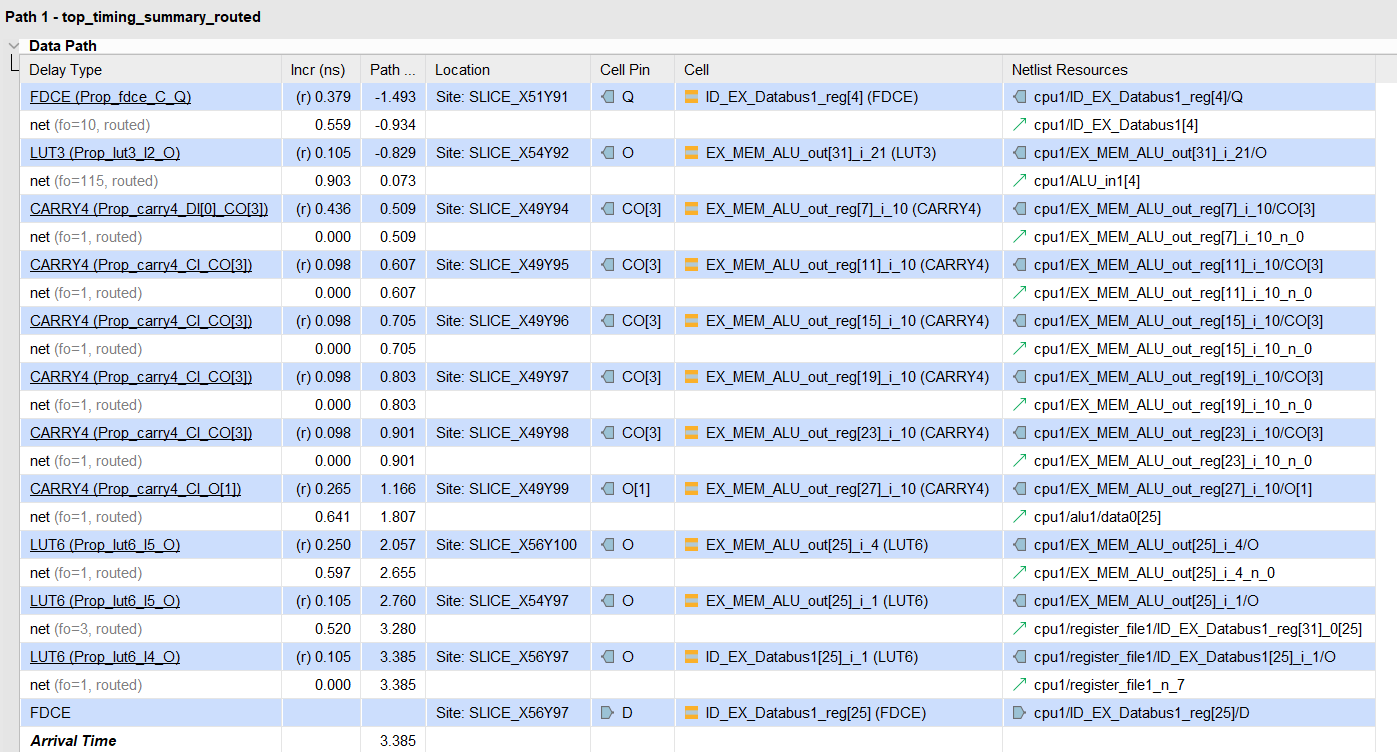 Path 1 - top_timing_summary_routed
Data Path
Delay Type Incr (ns) Path ... Location Cell Pin Cell Netlist Resources
FDCE (Prop_fdce_C_Q) (r) 0.379 -1.493 Site: SLICE_X51Y91 Q ID_EX_Databus1_reg[4] (FDCE) cpu1/ID_EX_Databus1_reg[4]/Q
net (fo=10, routed) 0.559 -0.934 cpu1/ID_EX_Databus1[4]
LUT3 (Prop_lut3_I2_O) (r) 0.105 -0.829 Site: SLICE_X54Y92 O EX_MEM_ALU_out[31]_i_21 (LUT3) cpu1/EX_MEM_ALU_out[31]_i_21/O
net (fo=115, routed) 0.903 0.073 cpu1/ALU_in1[4]
CARRY4 (Prop_carry4_DI[0]_CO[3]) (r) 0.436 0.509 Site: SLICE_X49Y94 CO[3] EX_MEM_ALU_out_reg[7]_i_10 (CARRY4) cpu1/EX_MEM_ALU_out_reg[7]_i_10/CO[3]
net (fo=1, routed) 0.000 0.509 cpu1/EX_MEM_ALU_out_reg[7]_i_10_n_0
CARRY4 (Prop_carry4_CI_CO[3]) (r) 0.098 0.607 Site: SLICE_X49Y95 CO[3] EX_MEM_ALU_out_reg[11]_i_10 (CARRY4) cpu1/EX_MEM_ALU_out_reg[11]_i_10/CO[3]
net (fo=1, routed) 0.000 0.607 cpu1/EX_MEM_ALU_out_reg[11]_i_10_n_0
CARRY4 (Prop_carry4_CI_CO[3]) (r) 0.098 0.705 Site: SLICE_X49Y96 CO[3] EX_MEM_ALU_out_reg[15]_i_10 (CARRY4) cpu1/EX_MEM_ALU_out_reg[15]_i_10/CO[3]
net (fo=1, routed) 0.000 0.705 cpu1/EX_MEM_ALU_out_reg[15]_i_10_n_0
CARRY4 (Prop_carry4_CI_CO[3]) (r) 0.098 0.803 Site: SLICE_X49Y97 CO[3] EX_MEM_ALU_out_reg[19]_i_10 (CARRY4) cpu1/EX_MEM_ALU_out_reg[19]_i_10/CO[3]
net (fo=1, routed) 0.000 0.803 cpu1/EX_MEM_ALU_out_reg[19]_i_10_n_0
CARRY4 (Prop_carry4_CI_CO[3]) (r) 0.098 0.901 Site: SLICE_X49Y98 CO[3] EX_MEM_ALU_out_reg[23]_i_10 (CARRY4) cpu1/EX_MEM_ALU_out_reg[23]_i_10/CO[3]
net (fo=1, routed) 0.000 0.901 cpu1/EX_MEM_ALU_out_reg[23]_i_10_n_0
CARRY4 (Prop_carry4_CI_O[1]) (r) 0.265 1.166 Site: SLICE_X49Y99 O[1] EX_MEM_ALU_out_reg[27]_i_10 (CARRY4) cpu1/EX_MEM_ALU_out_reg[27]_i_10/O[1]
net (fo=1, routed) 0.641 1.807 cpu1/alu1/data0[25]
LUT6 (Prop_lut6_I5_O) (r) 0.250 2.057 Site: SLICE_X56Y100 O EX_MEM_ALU_out[25]_i_4 (LUT6) cpu1/EX_MEM_ALU_out[25]_i_4/O
net (fo=1, routed) 0.597 2.655 cpu1/EX_MEM_ALU_out[25]_i_4_n_0
LUT6 (Prop_lut6_I5_O) (r) 0.105 2.760 Site: SLICE_X54Y97 O EX_MEM_ALU_out[25]_i_1 (LUT6) cpu1/EX_MEM_ALU_out[25]_i_1/O
net (fo=3, routed) 0.520 3.280 cpu1/register_file1/ID_EX_Databus1_reg[31]_0[25]
LUT6 (Prop_lut6_I4_O) (r) 0.105 3.385 Site: SLICE_X56Y97 O ID_EX_Databus1[25]_i_1 (LUT6) cpu1/register_file1/ID_EX_Databus1[25]_i_1/O
net (fo=1, routed) 0.000 3.385 cpu1/register_file1_n_7
FDCE Site: SLICE_X56Y97 D ID_EX_Databus1_reg[25] (FDCE) cpu1/ID_EX_Databus1_reg[25]/D
Arrival Time 3.385